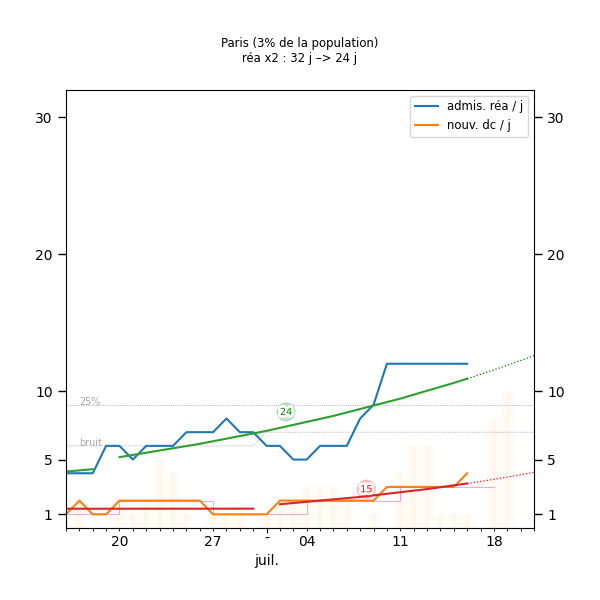 Paris (3% de la population)
réa x2 : 32 j –> 24 j
admis. réa / j
nouv. dc / j
30 30
20 20
10 10
25%
24
bruit
5 5
15
1 1
20 27 - 04 11 18
juil.